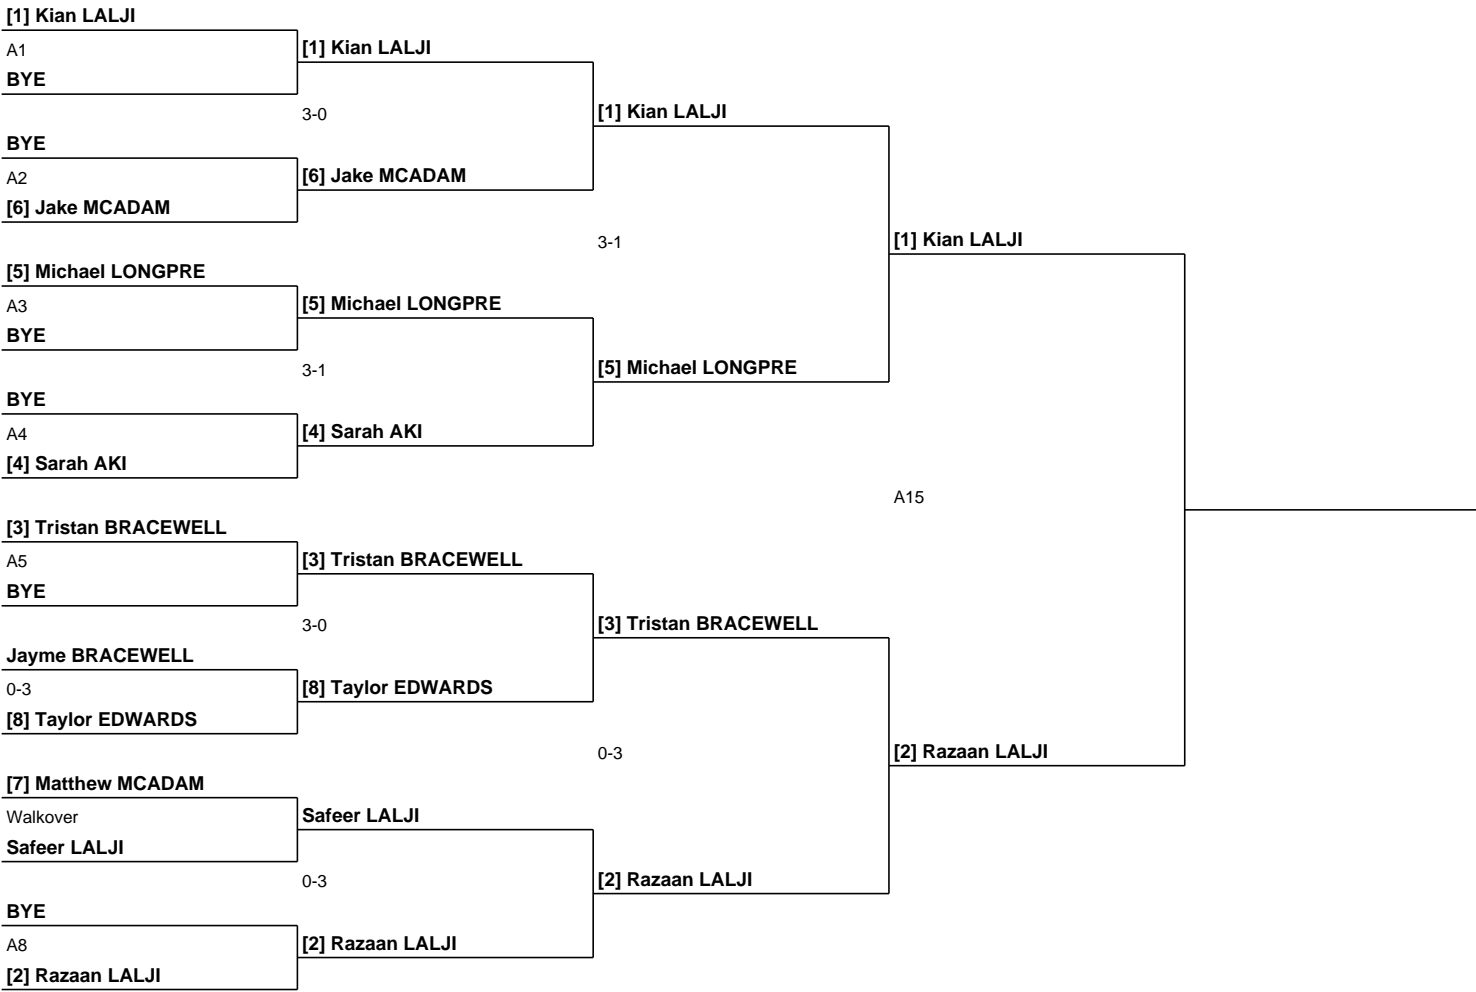 [1] Kian LALJI
A1
BYE
BYE
A2
[6] Jake MCADAM
[5] Michael LONGPRE
A3
BYE
BYE
A4
[4] Sarah AKI
[3] Tristan BRACEWELL
A5
BYE
Jayme BRACEWELL
0-3
[8] Taylor EDWARDS
[7] Matthew MCADAM
Walkover
Safeer LALJI
BYE
A8
[2] Razaan LALJI
[1] Kian LALJI
3-0
[6] Jake MCADAM
[5] Michael LONGPRE
3-1
[4] Sarah AKI
[3] Tristan BRACEWELL
3-0
[8] Taylor EDWARDS
Safeer LALJI
0-3
[2] Razaan LALJI
[1] Kian LALJI
3-1
[5] Michael LONGPRE
[3] Tristan BRACEWELL
0-3
[2] Razaan LALJI
[1] Kian LALJI
A15
[2] Razaan LALJI